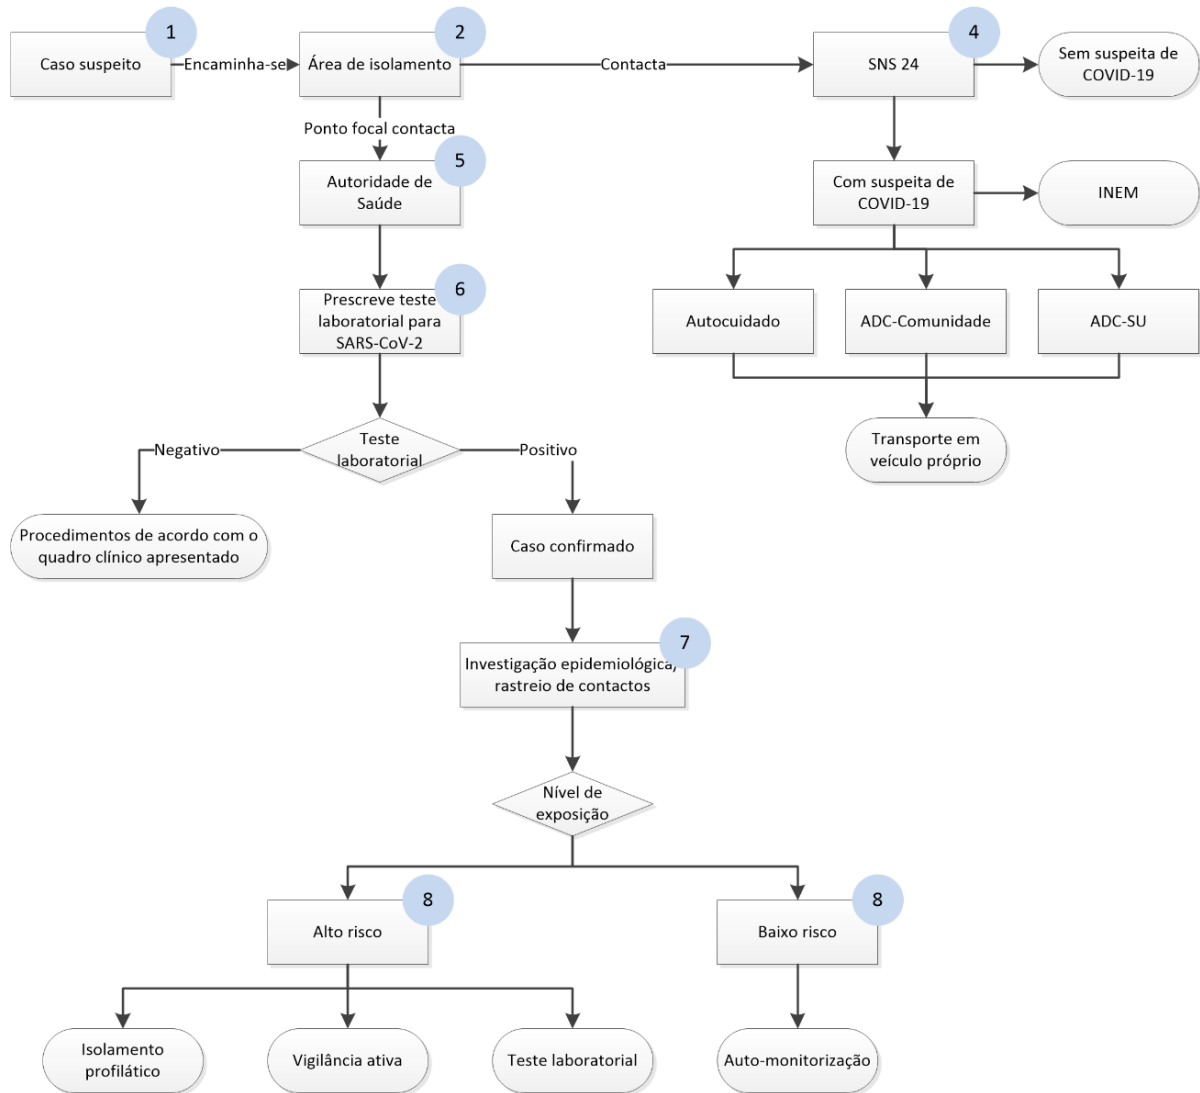 1
Caso suspeito
Encaminha-se
2
Área de isolamento
Contacta
4
SNS 24
Sem suspeita de
COVID-19
Ponto focal contacta
5
Autoridade de
Saúde
Com suspeita de
COVID-19
INEM
6
Prescreve teste
laboratorial para
SARS-CoV-2
Autocuidado
ADC-Comunidade
ADC-SU
Teste
laboratorial
Negativo
Positivo
Transporte em
veículo próprio
Procedimentos de acordo com o
quadro clínico apresentado
Caso confirmado
7
Investigação epidemiológica/
rastreio de contactos
Nível de
exposição
8
Alto risco
8
Baixo risco
Isolamento
profilático
Vigilância ativa
Teste laboratorial
Auto-monitorização